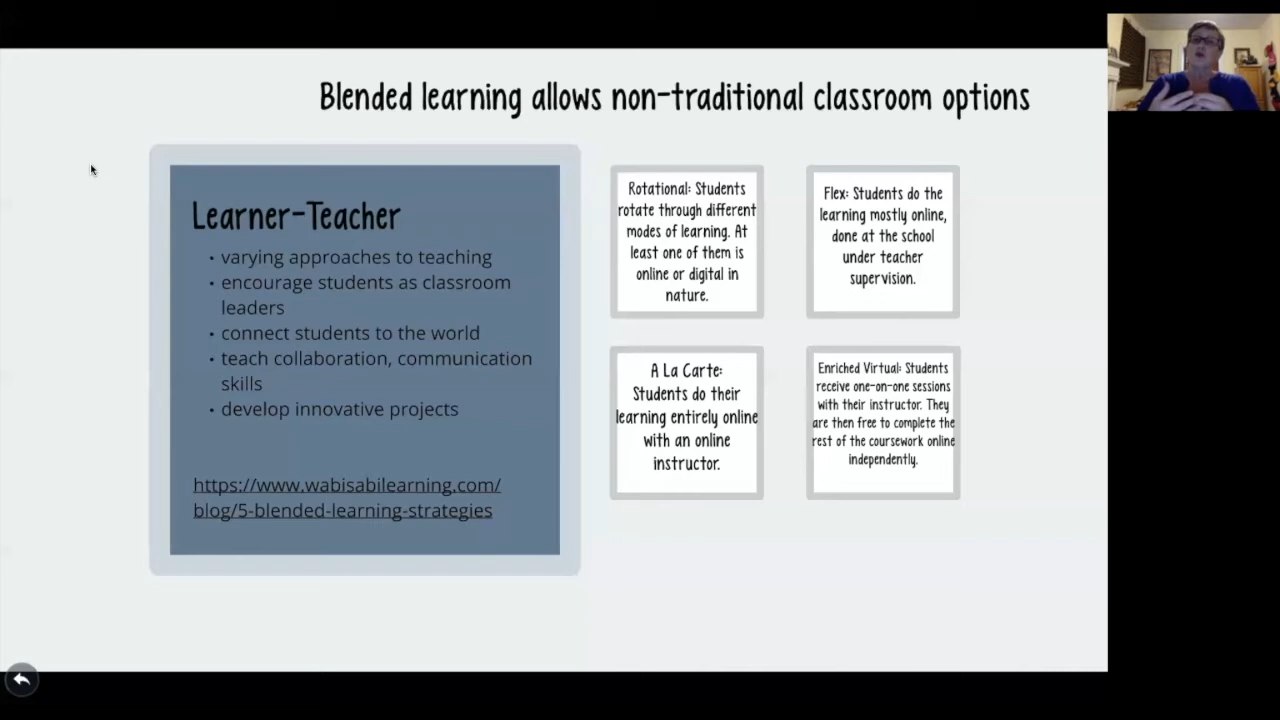 Blended learning allows non-traditional classroom options
Learner-Teacher
• varying approaches to teaching
• encourage students as classroom
leaders
• connect students to the world
• teach collaboration, communication
skills
• develop innovative projects
https://www.wabisabilearning.com/
blog/5-blended-learning-strategies
Rotational: Students
rotate through different
modes of learning. At
least one of them is
online or digital in
nature.
Flex: Students do the
learning mostly online,
done at the school
under teacher
supervision.
A La Carte:
Students do their
learning entirely online
with an online
instructor.
Enriched Virtual: Students
receive one-on-one sessions
with their instructor. They
are then free to complete the
rest of the coursework online
independently.